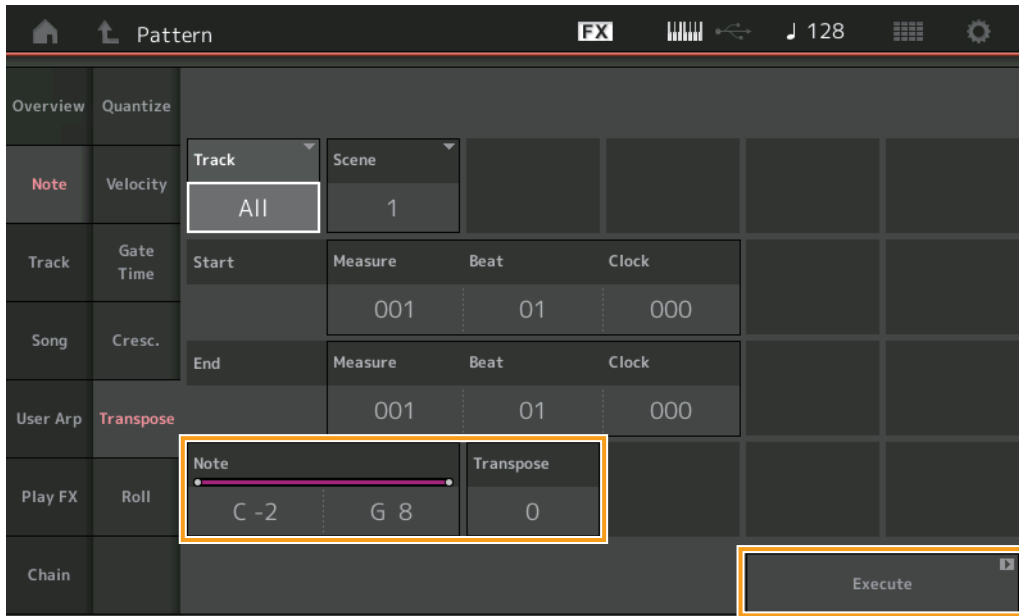 Pattern FX ♩ 128
Overview Quantize
Track Scene
Note Velocity
All 1
Track Gate Time Start Measure Beat Clock
001 01 000
Song Cresc.
End Measure Beat Clock
User Arp Transpose 001 01 000
Note Transpose
Play FX Roll C -2 G 8 0
Chain Execute